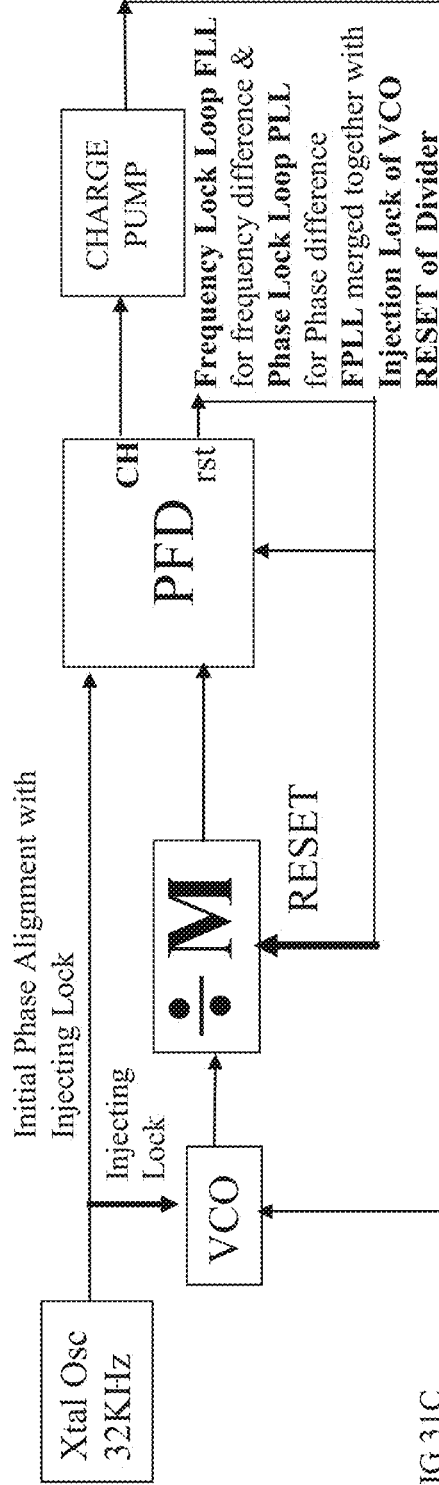 Xtal Osc
32KHz
Initial Phase Alignment with
Injecting Lock
Injecting
Lock
VCO
÷ M
RESET
PFD
CH
rst
CHARGE
PUMP
Frequency Lock Loop FLL
for frequency difference &
Phase Lock Loop PLL
for Phase difference
FPLL merged together with
Injection Lock of VCO
RESET of Divider
IG.31C